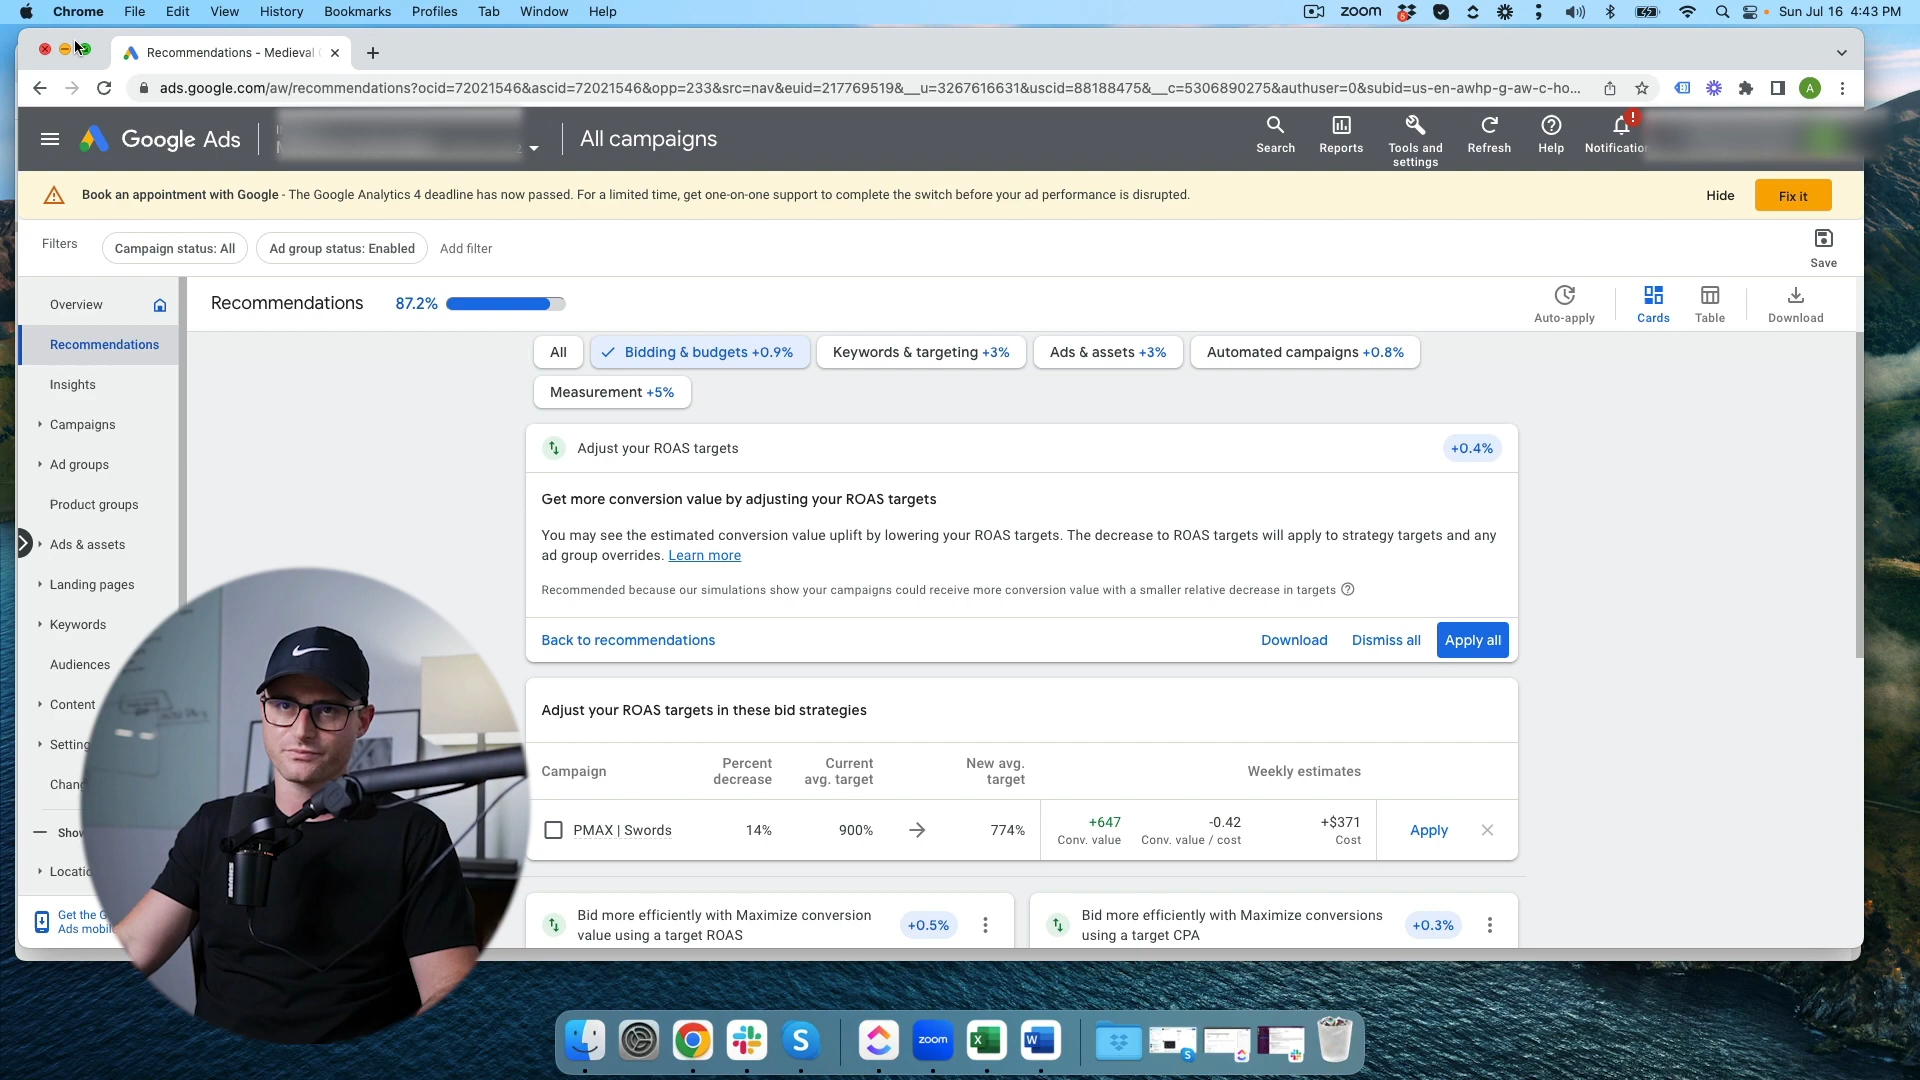 Chrome File Edit View History Bookmarks Profiles Tab Window Help
zoom 5 Sun Jul 16 4:43 PM
Recommendations - Medieval
ads.google.com/aw/recommendations?ocid=72021546&ascid=72021546&opp=233&src=nav&euid=217769519&__u=3267616631&uscid=88188475&__c=5306890275&authuser=0&subid=us-en-awhp-g-aw-c-ho...
A
Google Ads
All campaigns
Search
Reports
Tools and settings
Refresh
Help
Notification
!
Book an appointment with Google - The Google Analytics 4 deadline has now passed. For a limited time, get one-on-one support to complete the switch before your ad performance is disrupted.
Hide
Fix it
Filters
Campaign status: All
Ad group status: Enabled
Add filter
Save
Overview
Recommendations
Insights
Campaigns
Ad groups
Product groups
Ads & assets
Landing pages
Keywords
Audiences
Content
Setting
Chang
Show
Locatio
Get the G
Ads mobile
Recommendations 87.2%
Auto-apply
Cards
Table
Download
All
Bidding & budgets +0.9%
Keywords & targeting +3%
Ads & assets +3%
Automated campaigns +0.8%
Measurement +5%
Adjust your ROAS targets
+0.4%
Get more conversion value by adjusting your ROAS targets
You may see the estimated conversion value uplift by lowering your ROAS targets. The decrease to ROAS targets will apply to strategy targets and any
ad group overrides. Learn more
Recommended because our simulations show your campaigns could receive more conversion value with a smaller relative decrease in targets
Back to recommendations
Download
Dismiss all
Apply all
Adjust your ROAS targets in these bid strategies
Campaign
Percent decrease
Current avg. target
New avg. target
Weekly estimates
PMAX | Swords
14%
900%
774%
+647
Conv. value
-0.42
Conv. value / cost
+$371
Cost
Apply
Bid more efficiently with Maximize conversion
value using a target ROAS
+0.5%
Bid more efficiently with Maximize conversions
using a target CPA
+0.3%
S
zoom
X
W
S